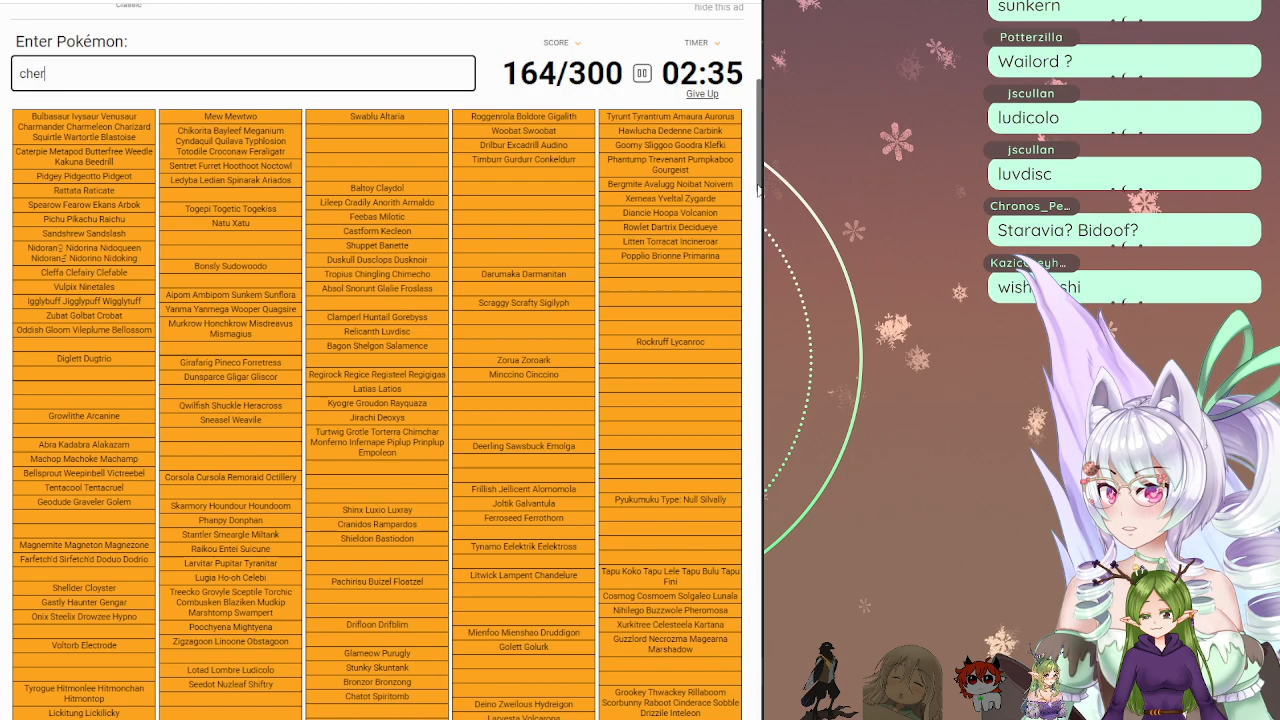 Classic
hide this ad
Enter Pokémon:
SCORE
TIMER
cher
164/300
02:35
Give Up
Bulbasaur Ivysaur Venusaur
Charmander Charmeleon Charizard
Squirtle Wartortle Blastoise
Caterpie Metapod Butterfree Weedle
Kakuna Beedrill
Pidgey Pidgeotto Pidgeot
Rattata Raticate
Spearow Fearow Ekans Arbok
Pichu Pikachu Raichu
Sandshrew Sandslash
Nidoran♀ Nidorina Nidoqueen
Nidoran♂ Nidorino Nidoking
Cleffa Clefairy Clefable
Vulpix Ninetales
Igglybuff Jigglypuff Wigglytuff
Zubat Golbat Crobat
Oddish Gloom Vileplume Bellossom
Diglett Dugtrio
Growlithe Arcanine
Abra Kadabra Alakazam
Machop Machoke Machamp
Bellsprout Weepinbell Victreebel
Tentacool Tentacruel
Geodude Graveler Golem
Magnemite Magneton Magnezone
Farfetch'd Sirfetch'd Doduo Dodrio
Shellder Cloyster
Gastly Haunter Gengar
Onix Steelix Drowzee Hypno
Voltorb Electrode
Tyrogue Hitmonlee Hitmonchan
Hitmontop
Lickitung Lickilicky
Mew Mewtwo
Chikorita Bayleef Meganium
Cyndaquil Quilava Typhlosion
Totodile Croconaw Feraligatr
Sentret Furret Hoothoot Noctowl
Ledyba Ledian Spinarak Ariados
Togepi Togetic Togekiss
Natu Xatu
Bonsly Sudowoodo
Aipom Ambipom Sunkern Sunflora
Yanma Yanmega Wooper Quagsire
Murkrow Honchkrow Misdreavus
Mismagius
Girafarig Pineco Forretress
Dunsparce Gligar Gliscor
Qwilfish Shuckle Heracross
Sneasel Weavile
Corsola Cursola Remoraid Octillery
Skarmory Houndour Houndoom
Phanpy Donphan
Stantler Smeargle Miltank
Raikou Entei Suicune
Larvitar Pupitar Tyranitar
Lugia Ho-oh Celebi
Treecko Grovyle Sceptile Torchic
Combusken Blaziken Mudkip
Marshtomp Swampert
Poochyena Mightyena
Zigzagoon Linoone Obstagoon
Lotad Lombre Ludicolo
Seedot Nuzleaf Shiftry
Swablu Altaria
Baltoy Claydol
Lileep Cradily Anorith Armaldo
Feebas Milotic
Castform Kecleon
Shuppet Banette
Duskull Dusclops Dusknoir
Tropius Chingling Chimecho
Absol Snorunt Glalie Froslass
Clamperl Huntail Gorebyss
Relicanth Luvdisc
Bagon Shelgon Salamence
Regirock Regice Registeel Regigigas
Latias Latios
Kyogre Groudon Rayquaza
Jirachi Deoxys
Turtwig Grotle Torterra Chimchar
Monferno Infernape Piplup Prinplup
Empoleon
Shinx Luxio Luxray
Cranidos Rampardos
Shieldon Bastiodon
Pachirisu Buizel Floatzel
Drifloon Drifblim
Glameow Purugly
Stunky Skuntank
Bronzor Bronzong
Chatot Spiritomb
Roggenrola Boldore Gigalith
Woobat Swoobat
Drilbur Excadrill Audino
Timburr Gurdurr Conkeldurr
Darumaka Darmanitan
Scraggy Scrafty Sigilyph
Zorua Zoroark
Minccino Cinccino
Deerling Sawsbuck Emolga
Frillish Jellicent Alomomola
Joltik Galvantula
Ferroseed Ferrothorn
Tynamo Eelektrik Eelektross
Litwick Lampent Chandelure
Mienfoo Mienshao Druddigon
Golett Golurk
Deino Zweilous Hydreigon
Larvesta Volcarona
Tyrunt Tyrantrum Amaura Aurorus
Hawlucha Dedenne Carbink
Goomy Sliggoo Goodra Klefki
Phantump Trevenant Pumpkaboo
Gourgeist
Bergmite Avalugg Noibat Noivern
Xerneas Yveltal Zygarde
Diancie Hoopa Volcanion
Rowlet Dartrix Decidueye
Litten Torracat Incineroar
Popplio Brionne Primarina
Rockruff Lycanroc
Pyukumuku Type: Null Silvally
Tapu Koko Tapu Lele Tapu Bulu Tapu
Fini
Cosmog Cosmoem Solgaleo Lunala
Nihilego Buzzwole Pheromosa
Xurkitree Celesteela Kartana
Guzzlord Necrozma Magearna
Marshadow
Grookey Thwackey Rillaboom
Scorbunny Raboot Cinderace Sobble
Drizzile Inteleon
sunkern
Potterzilla
Wailord ?
jscullan
ludicolo
jscullan
luvdisc
Chronos_Pe...
Staravia? Bidoof?